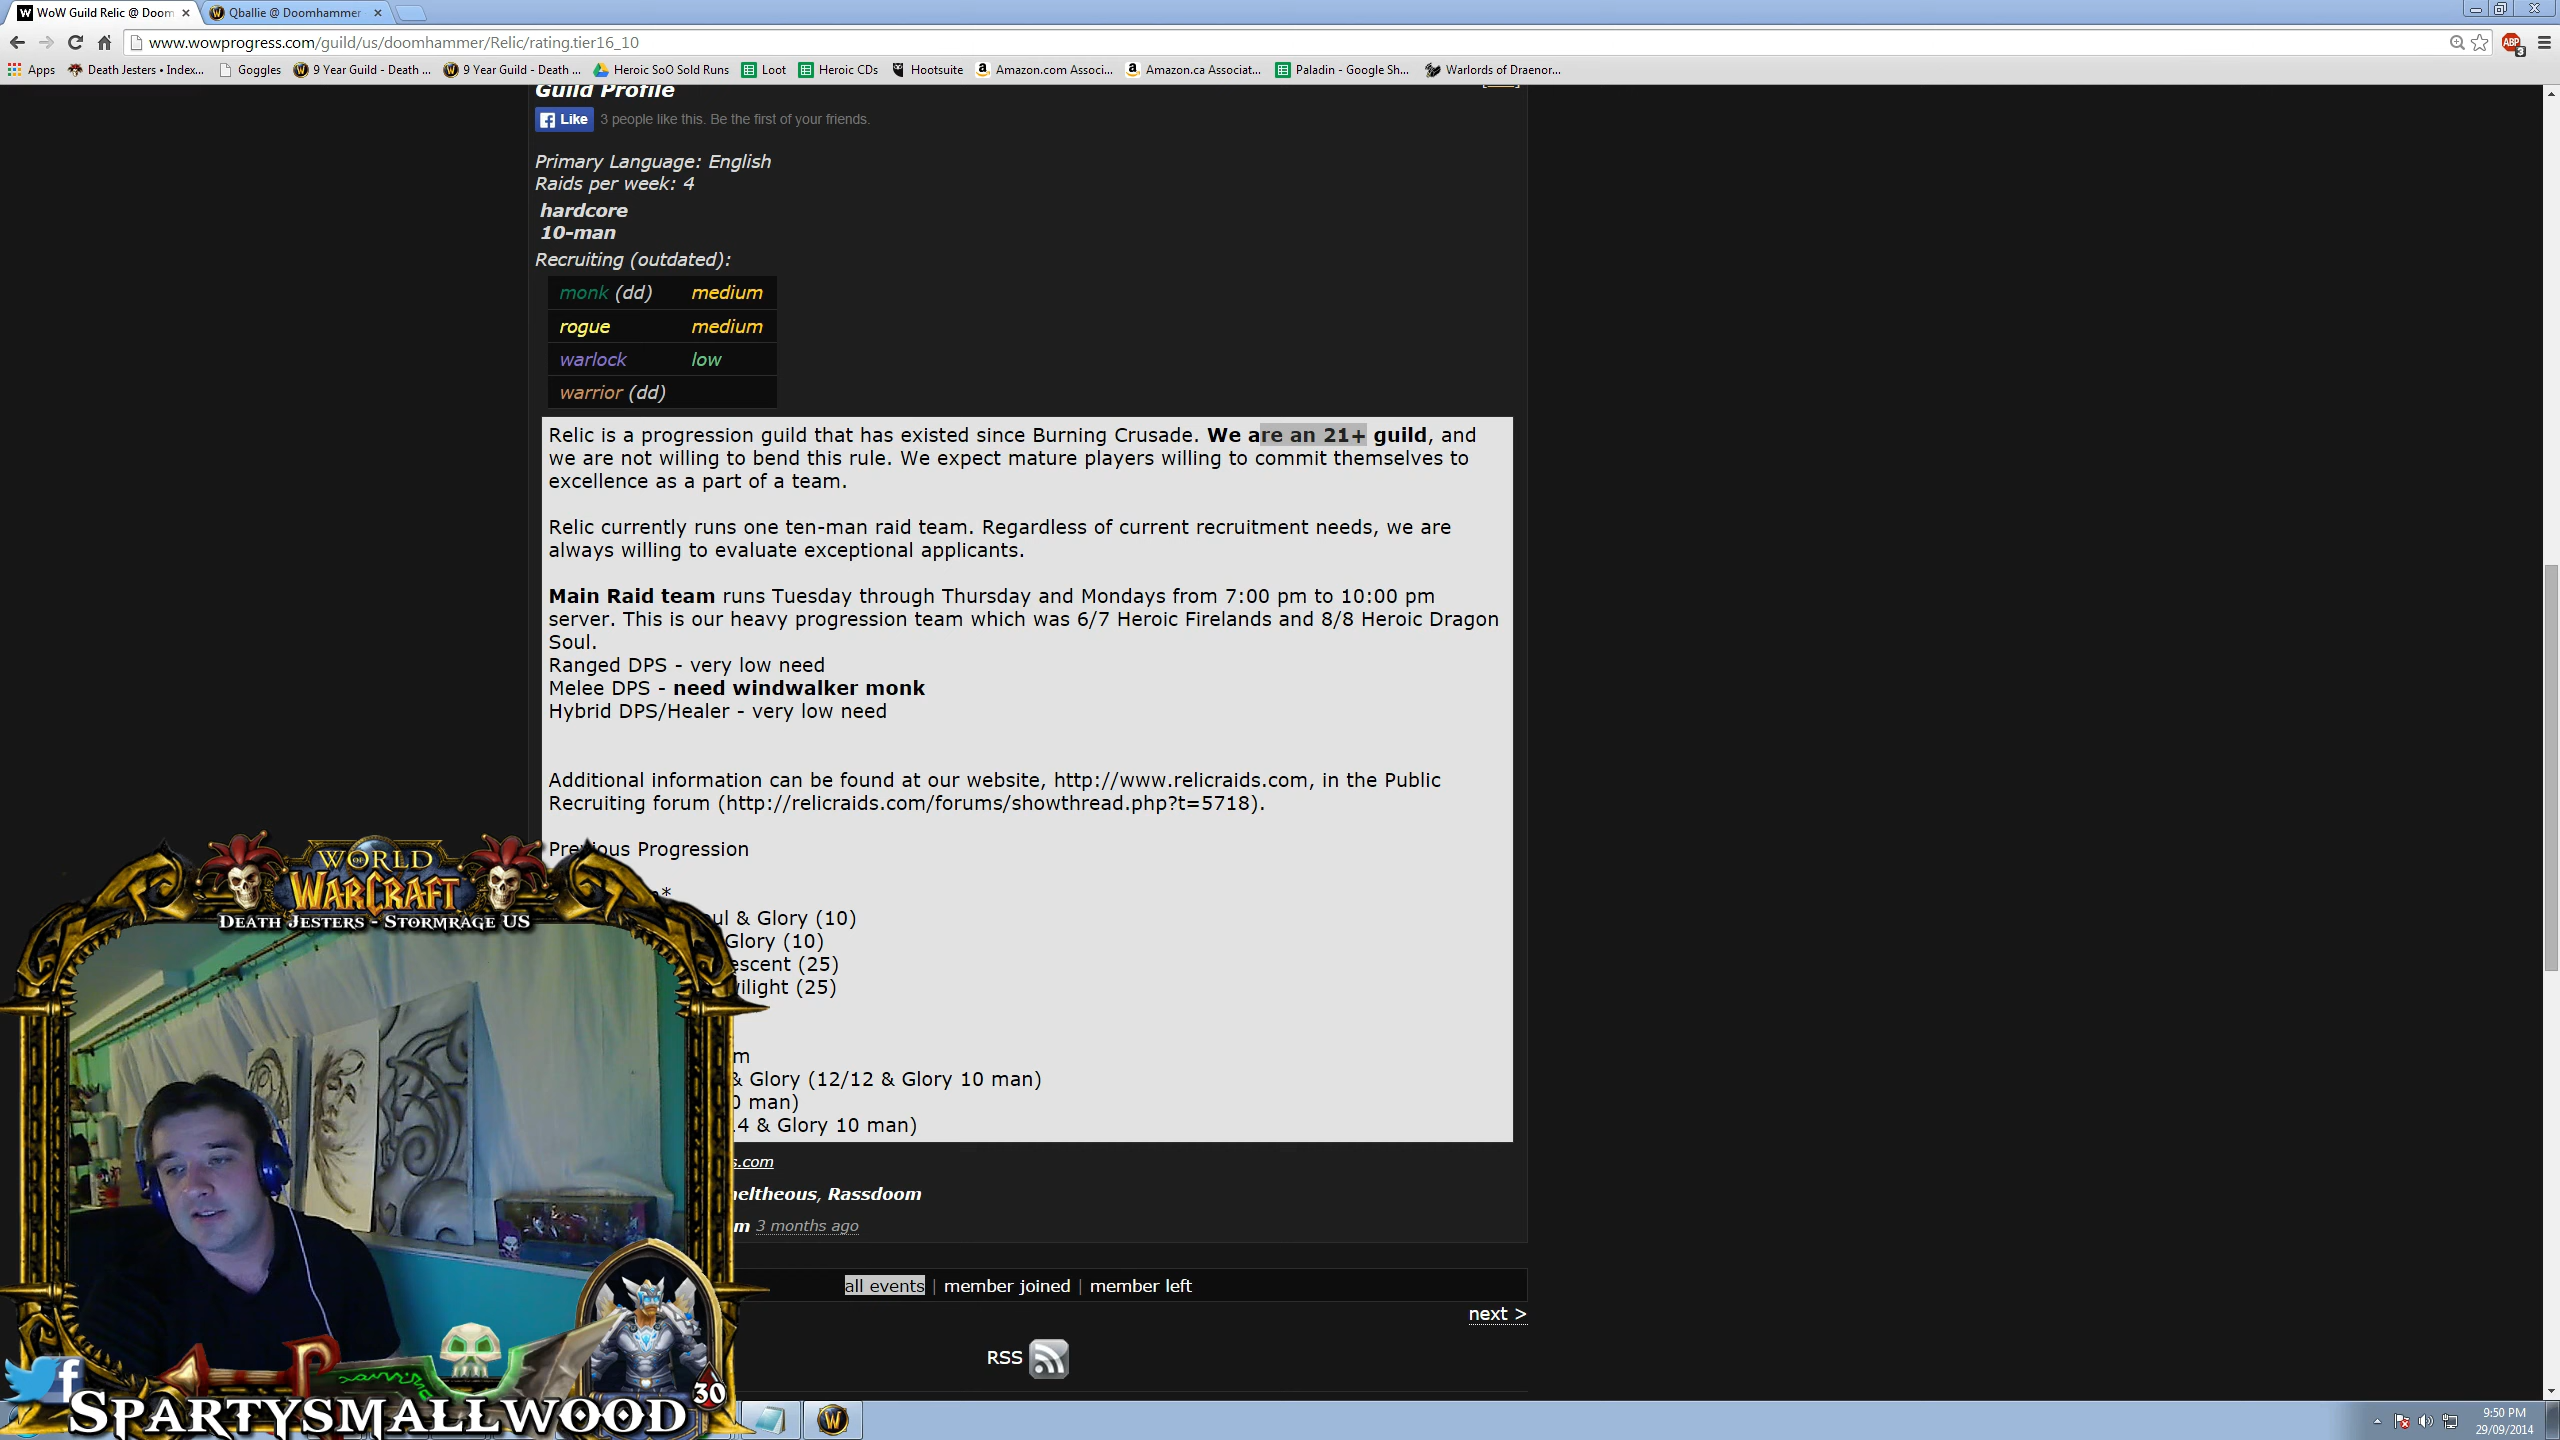 WoW Guild Relic @ Doom
Qballie @ Doomhammer
www.wowprogress.com/guild/us/doomhammer/Relic/rating.tier16_10
ABP
3
Apps
Death Jesters • Index...
Goggles
9 Year Guild - Death ...
9 Year Guild - Death ...
Heroic SoO Sold Runs
Loot
Heroic CDs
Hootsuite
Amazon.com Associ...
Amazon.ca Associat...
Paladin - Google Sh...
Warlords of Draenor...
Guild Profile
Like
3 people like this. Be the first of your friends.
Primary Language: English
Raids per week: 4
hardcore
10-man
Recruiting (outdated):
monk (dd) medium
rogue medium
warlock low
warrior (dd)
Relic is a progression guild that has existed since Burning Crusade. We are an 21+ guild, and
we are not willing to bend this rule. We expect mature players willing to commit themselves to
excellence as a part of a team.
Relic currently runs one ten-man raid team. Regardless of current recruitment needs, we are
always willing to evaluate exceptional applicants.
Main Raid team runs Tuesday through Thursday and Mondays from 7:00 pm to 10:00 pm
server. This is our heavy progression team which was 6/7 Heroic Firelands and 8/8 Heroic Dragon
Soul.
Ranged DPS - very low need
Melee DPS - need windwalker monk
Hybrid DPS/Healer - very low need
Additional information can be found at our website, http://www.relicraids.com, in the Public
Recruiting forum (http://relicraids.com/forums/showthread.php?t=5718).
Previous Progression
& Glory (10)
Glory (10)
(25)
(25)
& Glory (12/12 & Glory 10 man)
man)
& Glory 10 man)
s.com
Rassdoom
3 months ago
all events | member joined | member left
next >
RSS
WORLD
OF
WARCRAFT
DEATH JESTERS - STORMRAGE US
30
SPARTYSMALLWOOD
9:50 PM
29/09/2014